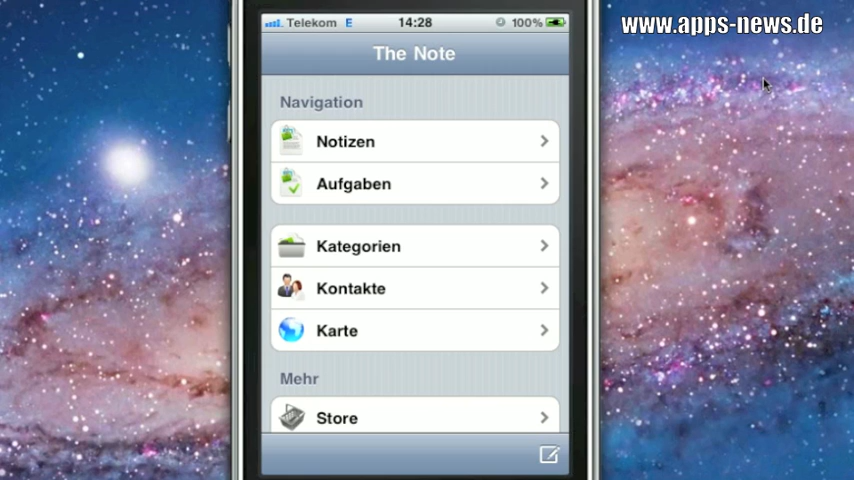 www.apps-news.de
Telekom E 14:28 100%
The Note
Navigation
Notizen
Aufgaben
Kategorien
Kontakte
Karte
Mehr
Store